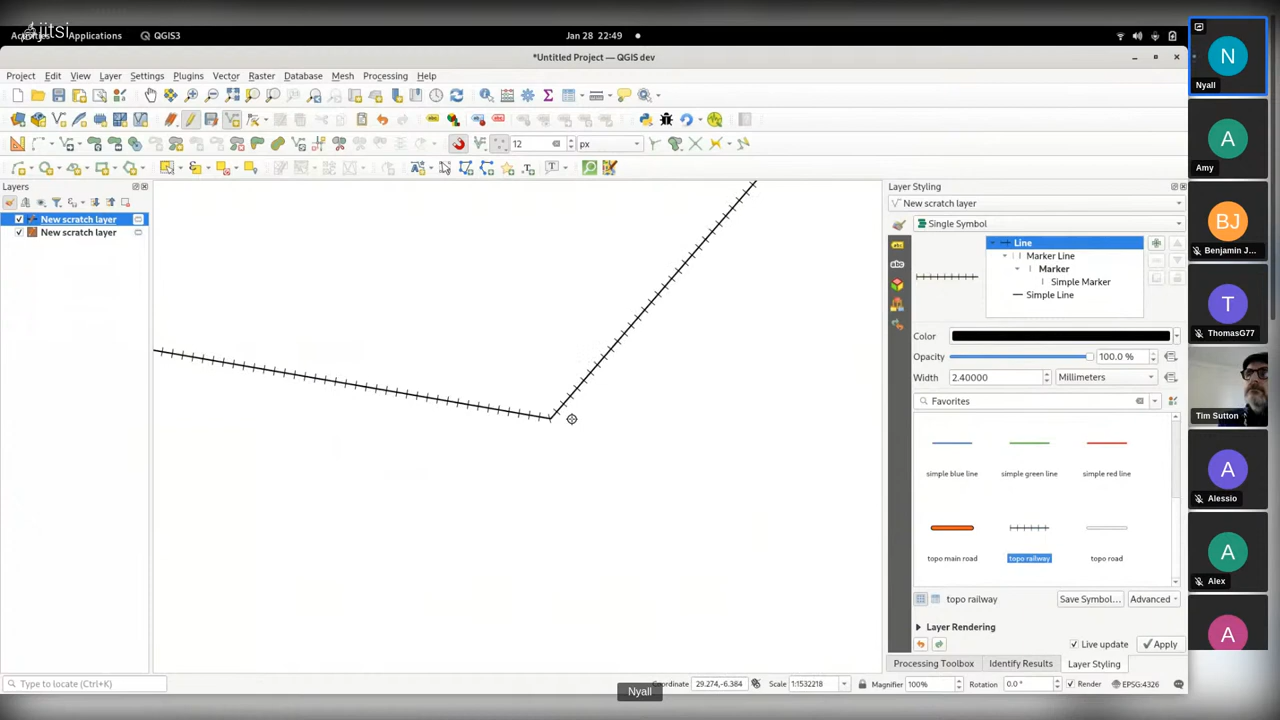 jitsi
Activities Applications QGIS3
Jan 28 22:49
*Untitled Project — QGIS dev
Project Edit View Layer Settings Plugins Vector Raster Database Mesh Processing Help
12 px
Layers
New scratch layer
New scratch layer
Layer Styling
New scratch layer
Single Symbol
Line
Marker Line
Marker
Simple Marker
Simple Line
Color
Opacity 100.0 %
Width 2.40000 Millimeters
Favorites
simple blue line simple green line simple red line
topo main road topo railway topo road
topo railway Save Symbol... Advanced
Layer Rendering
Live update Apply
Processing Toolbox Identify Results Layer Styling
Type to locate (Ctrl+K)
Coordinate 29.274,-6.384 Scale 1:1532218 Magnifier 100% Rotation 0.0 ° Render EPSG:4326
Nyall
N
Nyall
A
Amy
BJ
Benjamin J...
T
ThomasG77
Tim Sutton
A
Alessio
A
Alex
A